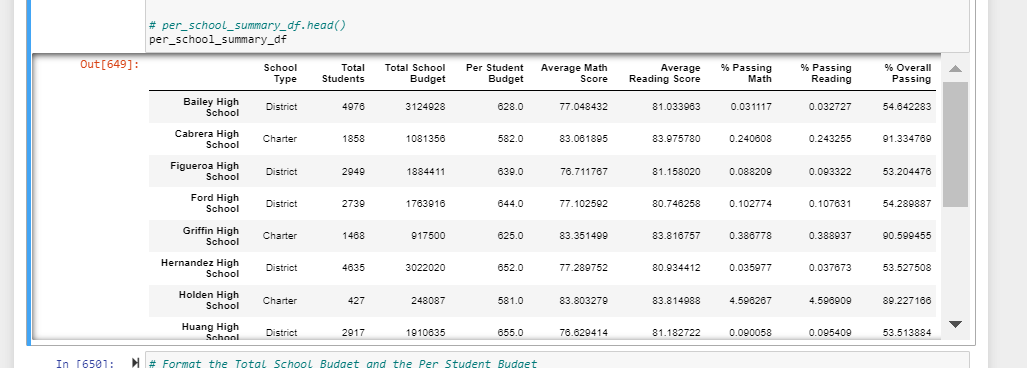 # per_school_summary_df.head()
per_school_summary_df
Out[649]:
School Type Total Students Total School Budget Per Student Budget Average Math Score Average Reading Score % Passing Math % Passing Reading % Overall Passing
Bailey High School District 4976 3124928 628.0 77.048432 81.033963 0.031117 0.032727 54.642283
Cabrera High School Charter 1858 1081356 582.0 83.061895 83.975780 0.240608 0.243255 91.334769
Figueroa High School District 2949 1884411 639.0 76.711767 81.158020 0.088209 0.093322 53.204476
Ford High School District 2739 1763916 644.0 77.102592 80.746258 0.102774 0.107631 54.289887
Griffin High School Charter 1468 917500 625.0 83.351499 83.816757 0.386778 0.388937 90.599455
Hernandez High School District 4635 3022020 652.0 77.289752 80.934412 0.035977 0.037673 53.527508
Holden High School Charter 427 248087 581.0 83.803279 83.814988 4.596267 4.596909 89.227166
Huang High School District 2917 1910635 655.0 76.629414 81.182722 0.090058 0.095409 53.513884
In [650]: # Format the Total School Budget and the Per Student Budget